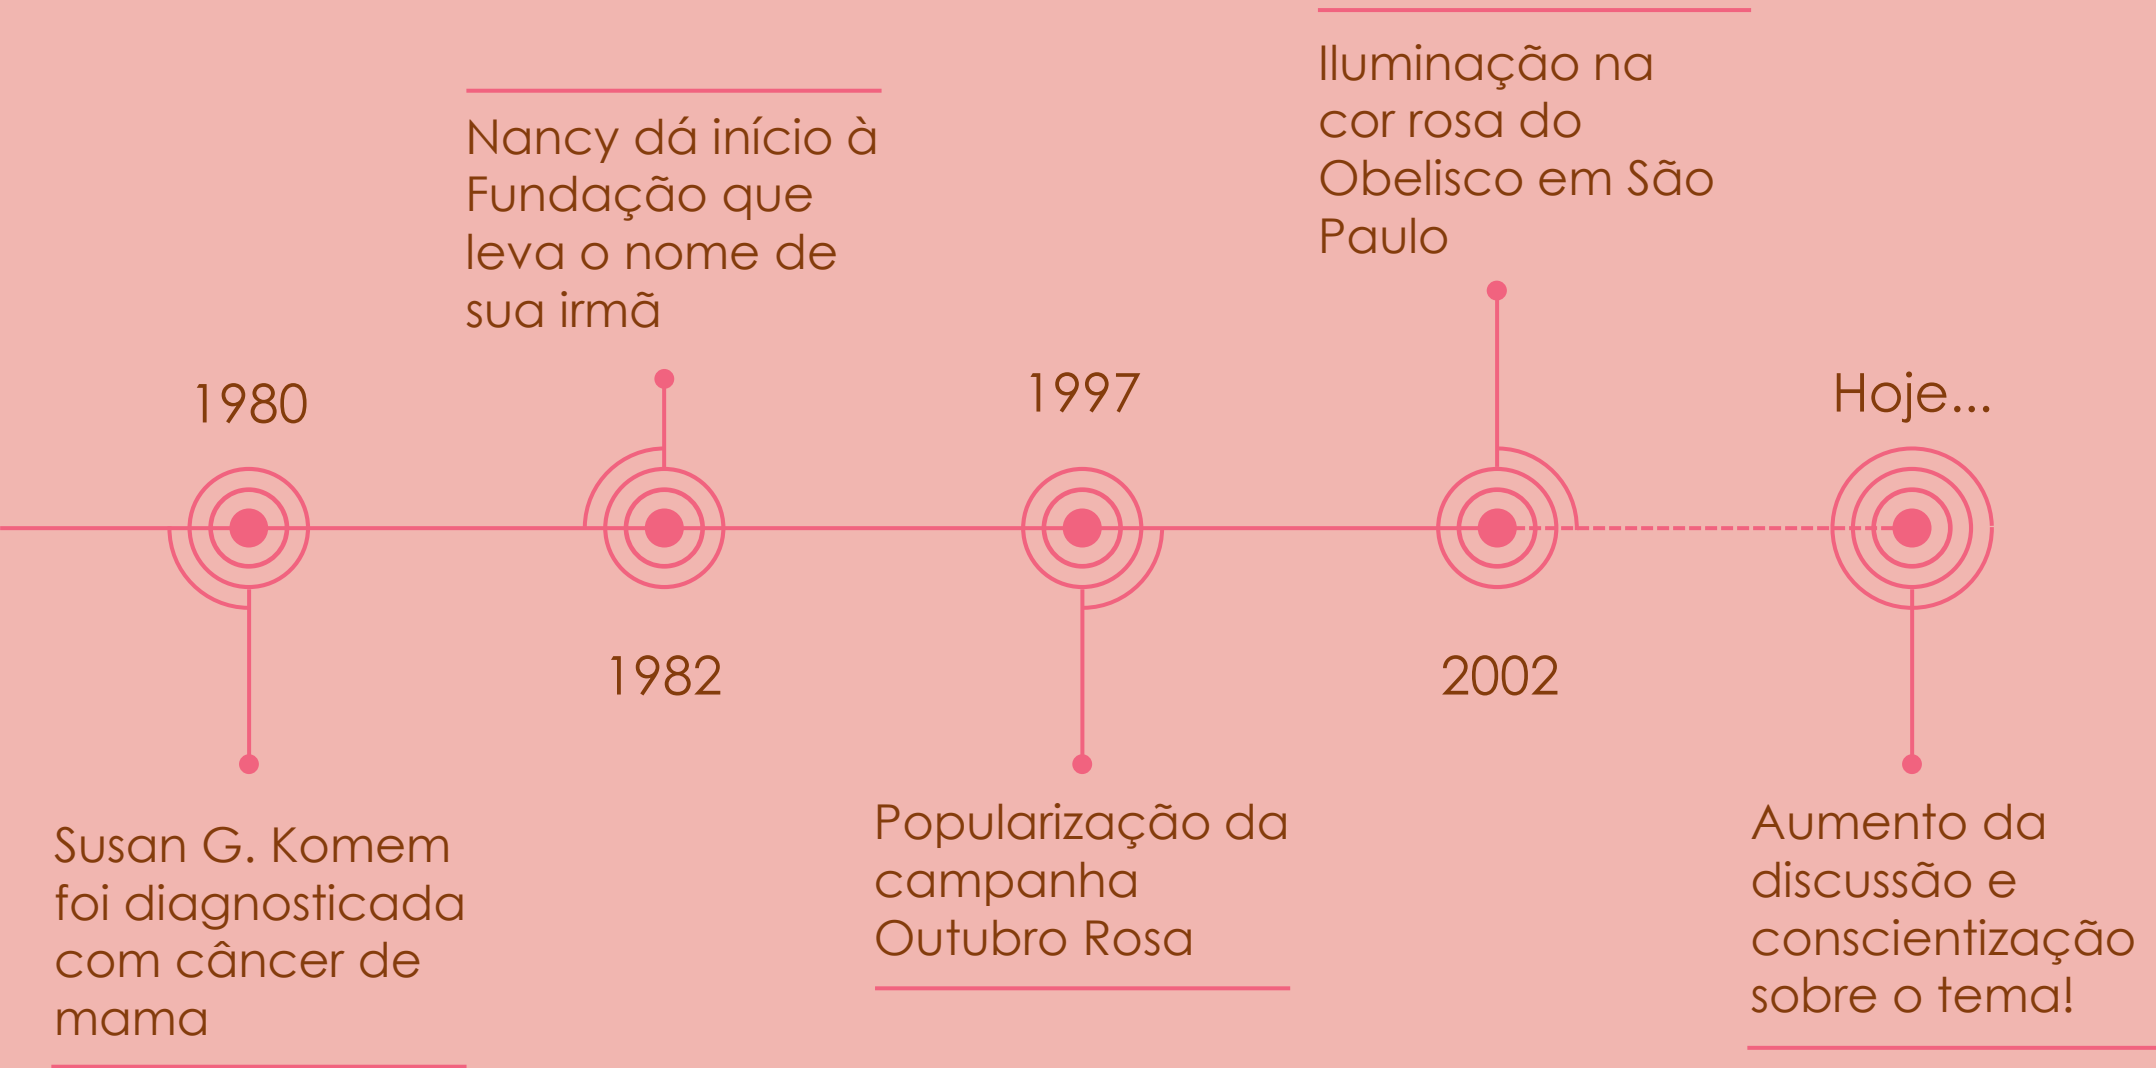 1980
Susan G. Komem
foi diagnosticada
com câncer de
mama
Nancy dá início à
Fundação que
leva o nome de
sua irmã
1982
1997
Popularização da
campanha
Outubro Rosa
Iluminação na
cor rosa do
Obelisco em São
Paulo
2002
Hoje...
Aumento da
discussão e
conscientização
sobre o tema!